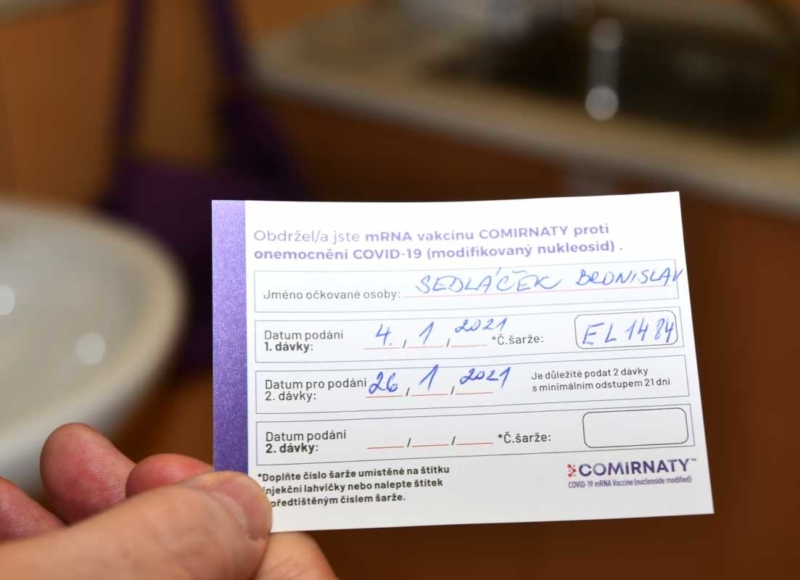 Obdržel/a jste mRNA vakcínu COMIRNATY proti
onemocnění COVID-19 (modifikovaný nukleosid) .
Jméno očkované osoby: SEDLÁČEK BRONISLAV
Datum podání 4. , 1 , 2021 *Č.šarže: EL 1484
1. dávky:
Datum pro podání 26 / 1 / 2021 Je důležité podat 2 dávky
2. dávky: s minimálním odstupem 21 dní
Datum podání / / *Č.šarže:
2. dávky:
*Doplňte číslo šarže umístěné na štítku
injekční lahvičky nebo nalepte štítek
předtištěným číslem šarže.
COMIRNATY™
COVID-19 mRNA Vaccine (nucleoside modified)